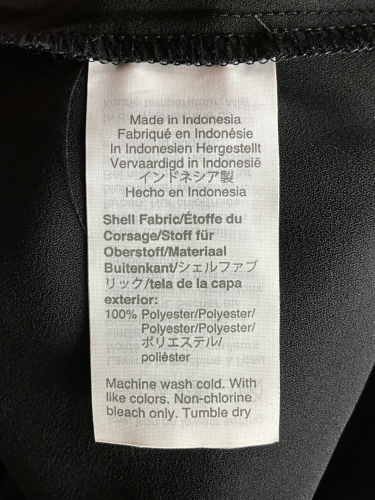 Made in Indonesia
Fabriqué en Indonésie
In Indonesien Hergestellt
Vervaardigd in Indonesië
インドネシア製
Hecho en Indonesia
Shell Fabric/Étoffe du
Corsage/Stoff für
Oberstoff/Materiaal
Buitenkant/シェルファブ
リック/tela de la capa
exterior:
100% Polyester/Polyester/
Polyester/Polyester/
ポリエステル/
poliéster
Machine wash cold. With
like colors. Non-chlorine
bleach only. Tumble dry